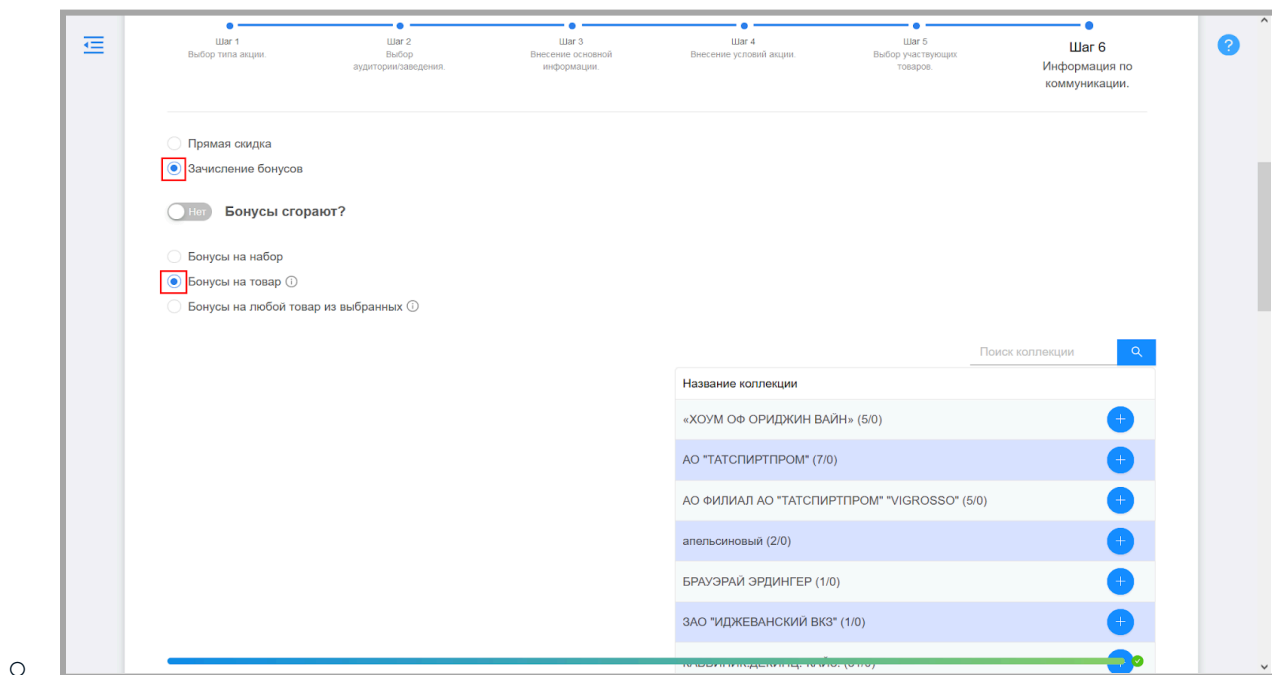 Шаг 1
Выбор типа акции.
Шаг 2
Выбор
аудитории/заведения.
Шаг 3
Внесение основной
информации.
Шаг 4
Внесение условий акции.
Шаг 5
Выбор участвующих
товаров.
Шаг 6
Информация по
коммуникации.
?
Прямая скидка
Зачисление бонусов
Нет Бонусы сгорают?
Бонусы на набор
Бонусы на товар
Бонусы на любой товар из выбранных
Поиск коллекции
Название коллекции
«ХОУМ ОФ ОРИДЖИН ВАЙН» (5/0)
АО "ТАТСПИРТПРОМ" (7/0)
АО ФИЛИАЛ АО "ТАТСПИРТПРОМ" "VIGROSSO" (5/0)
апельсиновый (2/0)
БРАУЭРАЙ ЭРДИНГЕР (1/0)
ЗАО "ИДЖЕВАНСКИЙ ВКЗ" (1/0)